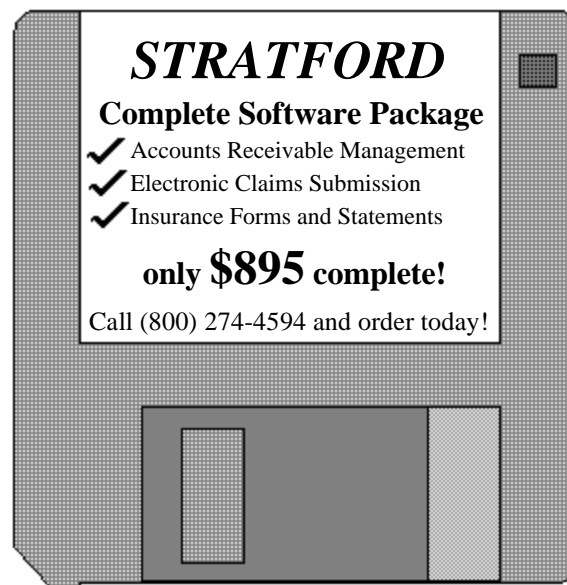 STRATFORD
Complete Software Package
Accounts Receivable Management
Electronic Claims Submission
Insurance Forms and Statements
only $895 complete!
Call (800) 274-4594 and order today!